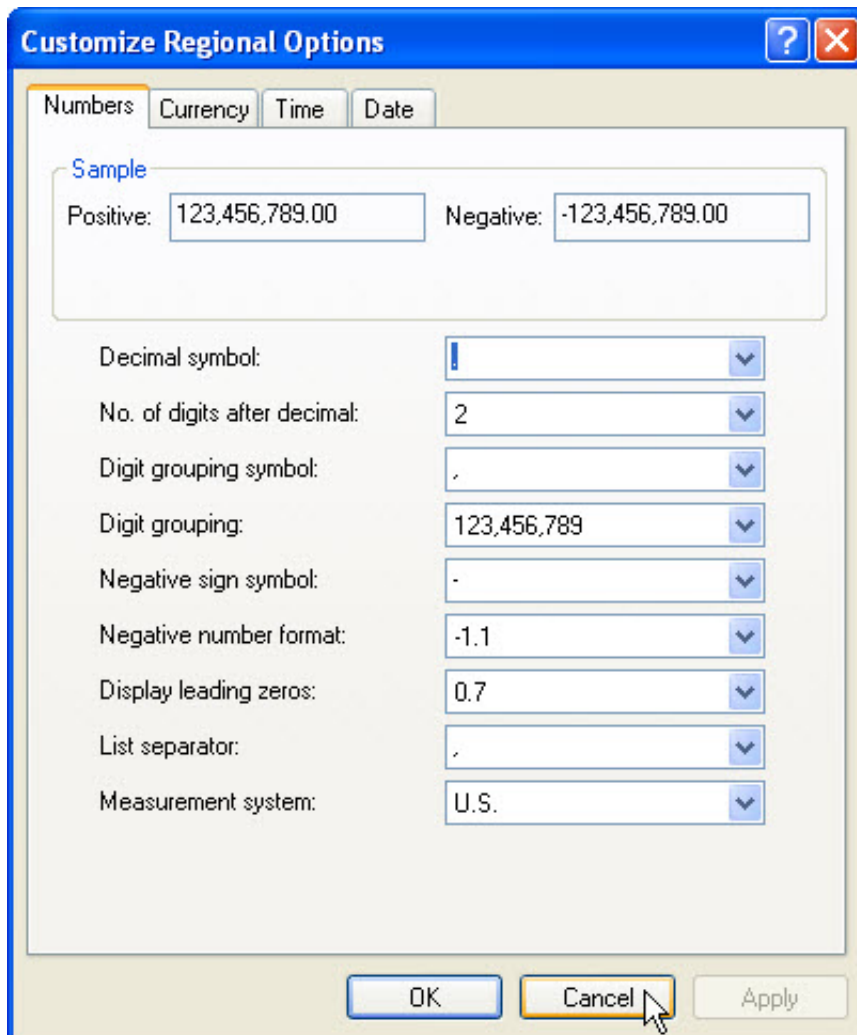 Customize Regional Options
Numbers Currency Time Date
Sample
Positive: 123,456,789.00 Negative: -123,456,789.00
Decimal symbol: .
No. of digits after decimal: 2
Digit grouping symbol: ,
Digit grouping: 123,456,789
Negative sign symbol: -
Negative number format: -1.1
Display leading zeros: 0.7
List separator: ,
Measurement system: U.S.
OK Cancel Apply